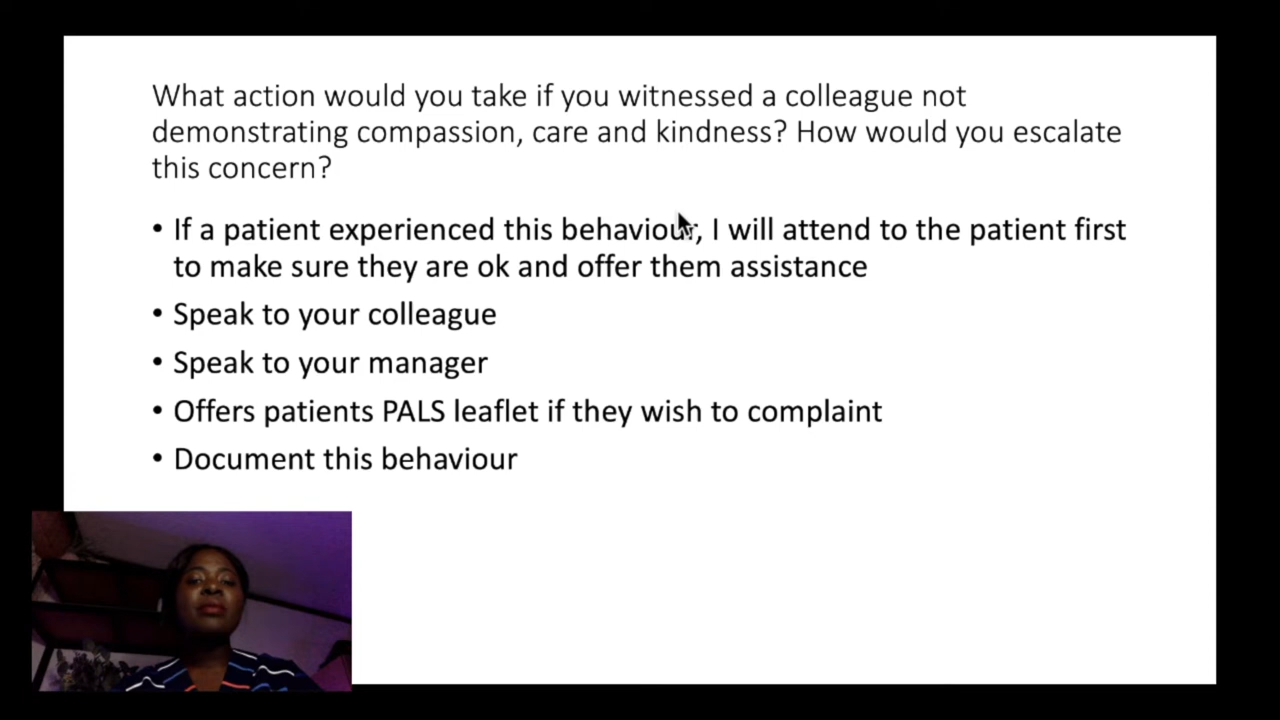 What action would you take if you witnessed a colleague not
demonstrating compassion, care and kindness? How would you escalate
this concern?
• If a patient experienced this behaviour, I will attend to the patient first
to make sure they are ok and offer them assistance
• Speak to your colleague
• Speak to your manager
• Offers patients PALS leaflet if they wish to complaint
• Document this behaviour